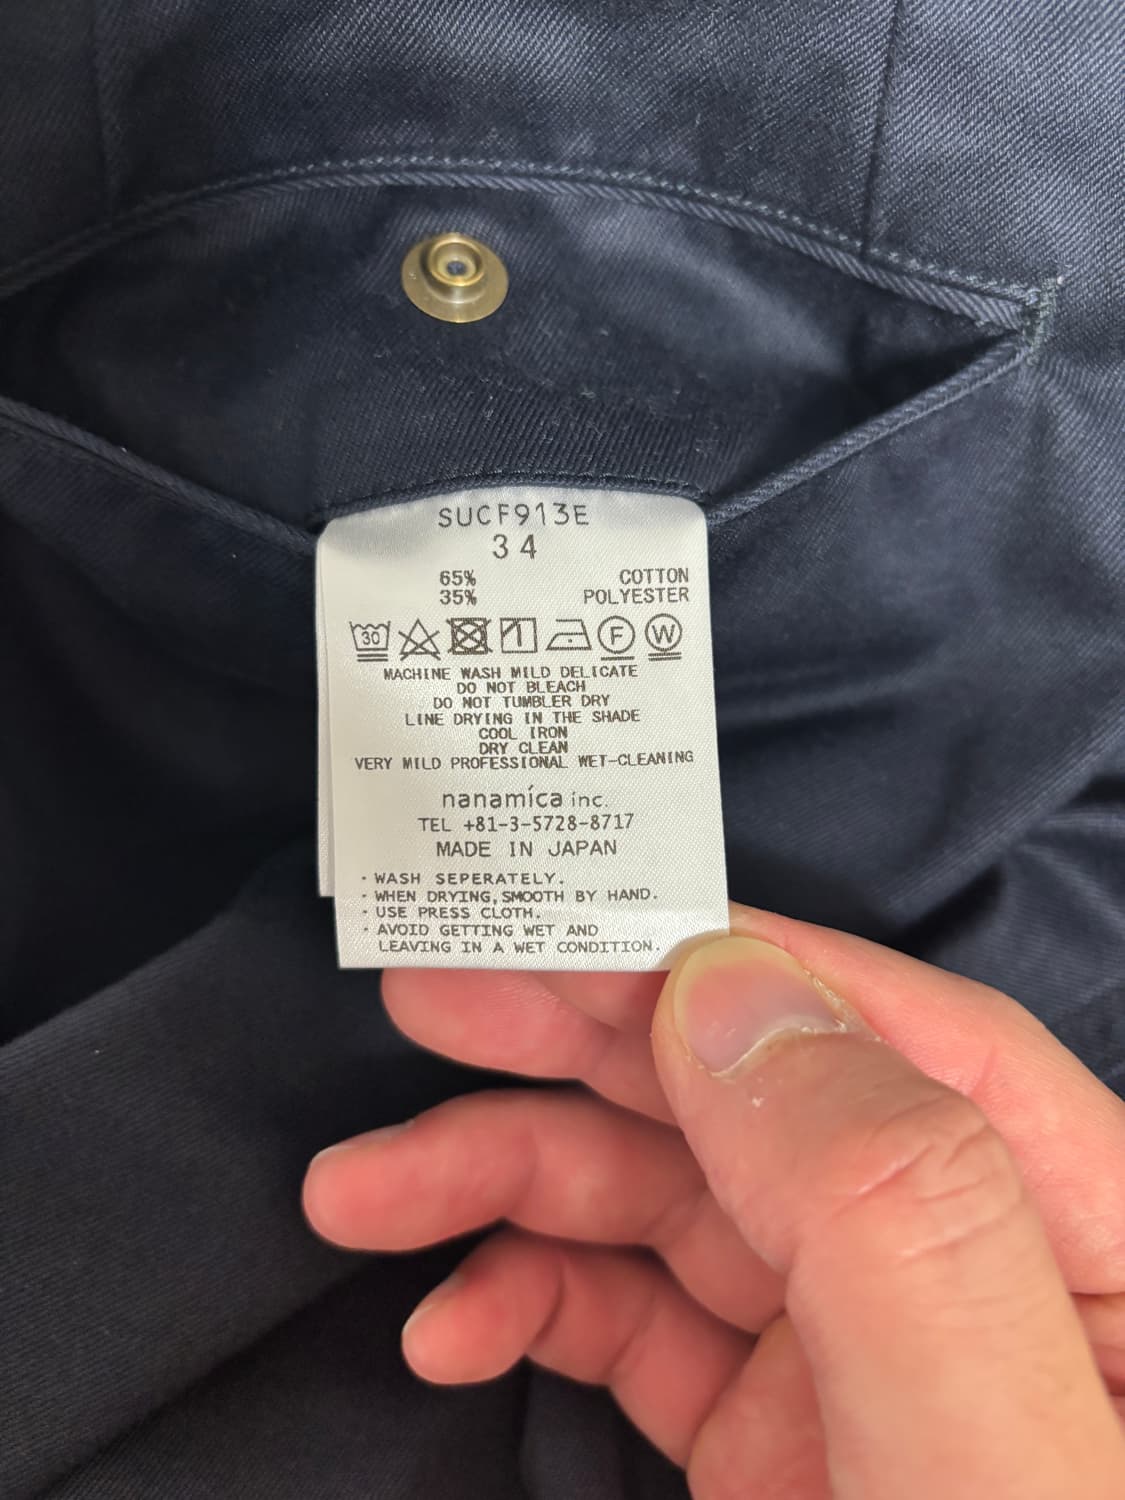 SUCF913E
34
65% COTTON
35% POLYESTER
30 F W
MACHINE WASH MILD DELICATE
DO NOT BLEACH
DO NOT TUMBLER DRY
LINE DRYING IN THE SHADE
COOL IRON
DRY CLEAN
VERY MILD PROFESSIONAL WET-CLEANING
nanamica inc.
TEL +81-3-5728-8717
MADE IN JAPAN
・WASH SEPERATELY.
・WHEN DRYING,SMOOTH BY HAND.
・USE PRESS CLOTH.
・AVOID GETTING WET AND
LEAVING IN A WET CONDITION.